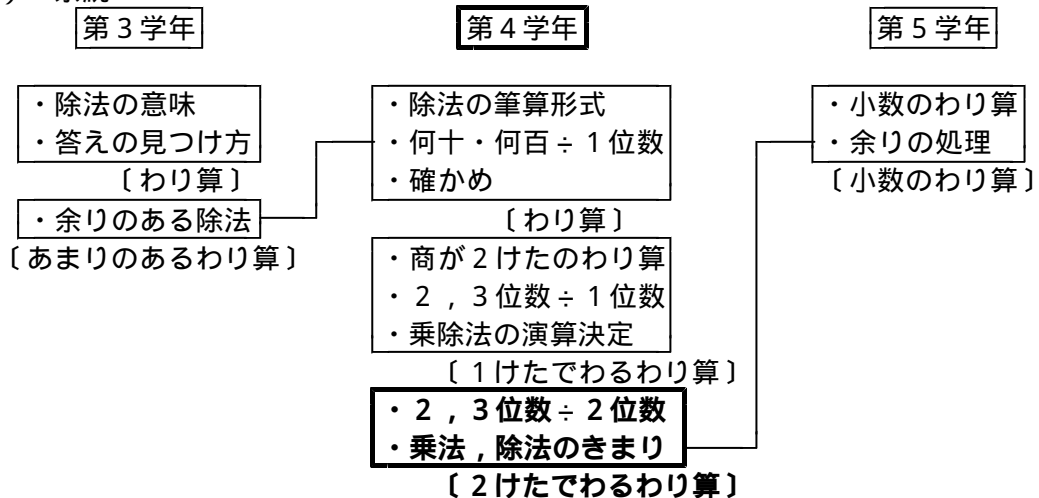 第3学年
第4学年
第5学年
・除法の意味
・答えの見つけ方
〔わり算〕
・余りのある除法
〔あまりのあるわり算〕
・除法の筆算形式
・何十・何百÷1位数
・確かめ
〔わり算〕
・商が2けたのわり算
・2,3位数÷1位数
・乗除法の演算決定
〔1けたでわるわり算〕
・2,3位数÷2位数
・乗法,除法のきまり
〔2けたでわるわり算〕
・小数のわり算
・余りの処理
〔小数のわり算〕